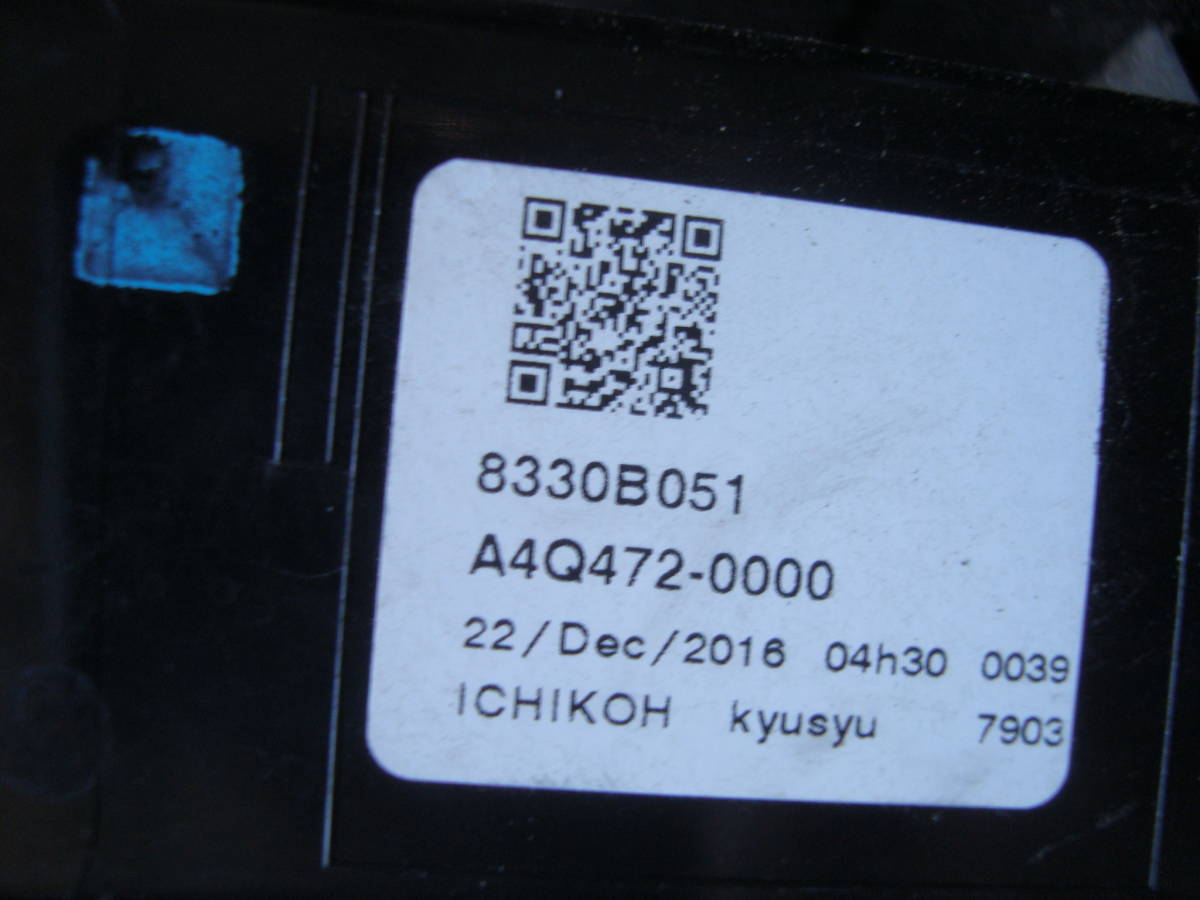 8330B051
A4Q472-0000
22/Dec/2016 04h30 0039
ICHIKOH kyusyu 7903